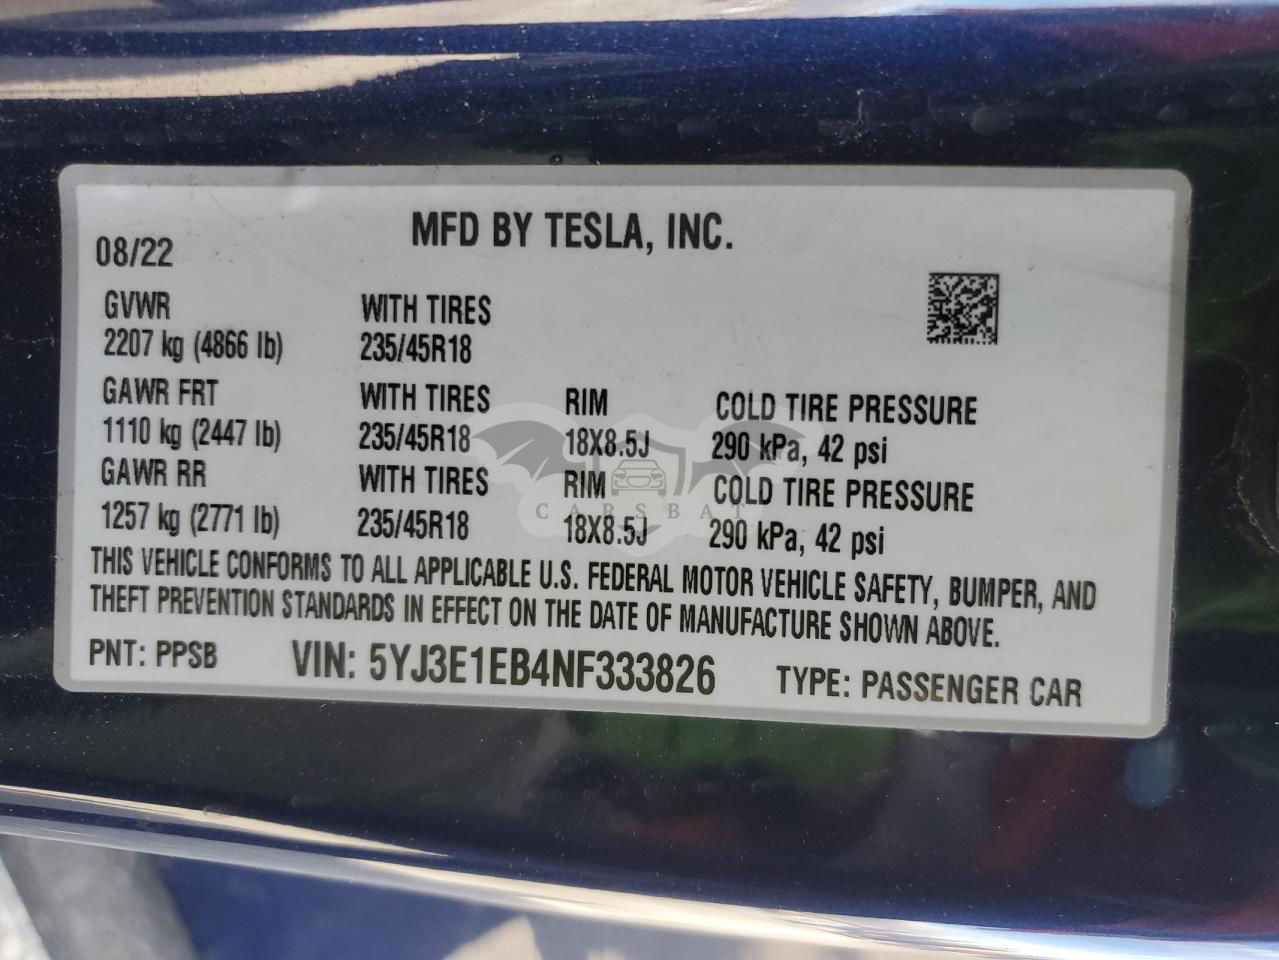 MFD BY TESLA, INC.
08/22
GVWR WITH TIRES
2207 kg (4866 lb) 235/45R18
GAWR FRT WITH TIRES RIM COLD TIRE PRESSURE
1110 kg (2447 lb) 235/45R18 18X8.5J 290 kPa, 42 psi
GAWR RR WITH TIRES RIM COLD TIRE PRESSURE
1257 kg (2771 lb) 235/45R18 18X8.5J 290 kPa, 42 psi
CARSBAT
THIS VEHICLE CONFORMS TO ALL APPLICABLE U.S. FEDERAL MOTOR VEHICLE SAFETY, BUMPER, AND
THEFT PREVENTION STANDARDS IN EFFECT ON THE DATE OF MANUFACTURE SHOWN ABOVE.
PNT: PPSB VIN: 5YJ3E1EB4NF333826 TYPE: PASSENGER CAR